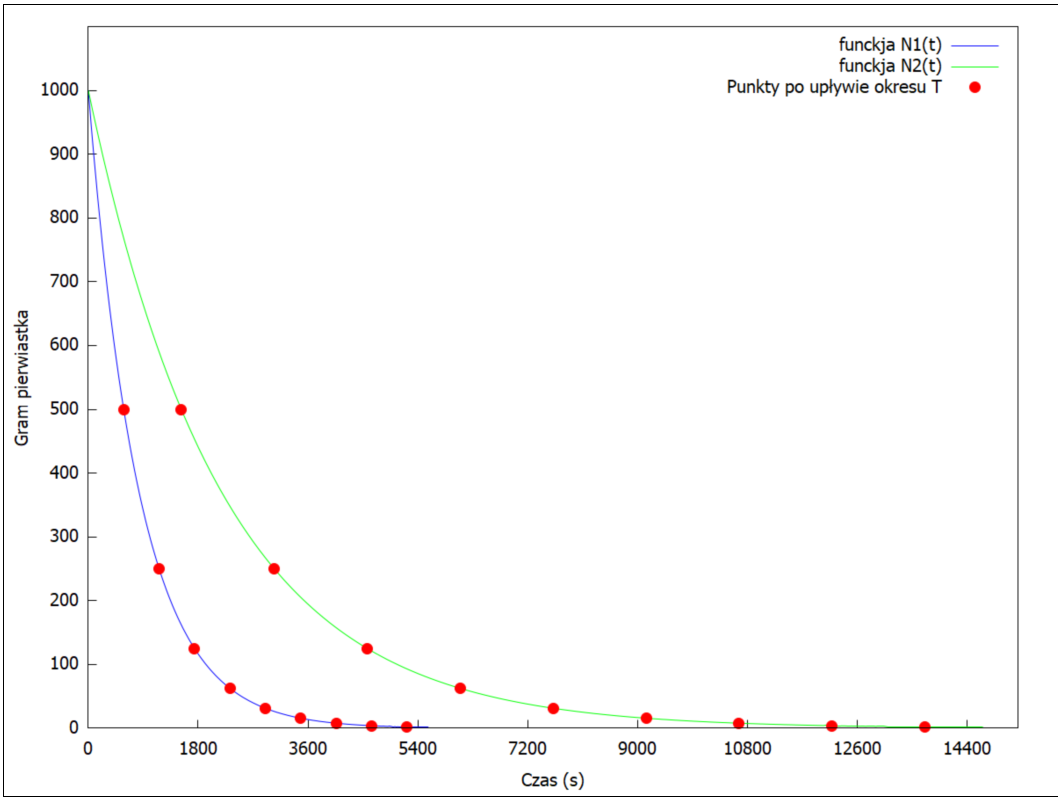 funckja N1(t)
funckja N2(t)
Punkty po upływie okresu T
1000
900
800
700
600
500
400
300
200
100
0
Gram pierwiastka
0 1800 3600 5400 7200 9000 10800 12600 14400
Czas (s)